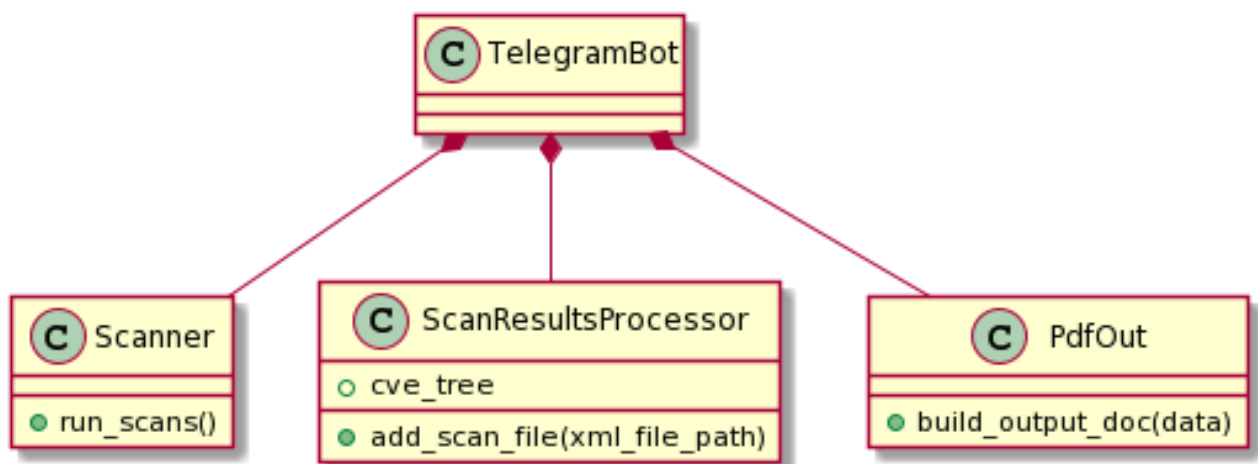 C TelegramBot
C Scanner
run_scans()
C ScanResultsProcessor
cve_tree
add_scan_file(xml_file_path)
C PdfOut
build_output_doc(data)